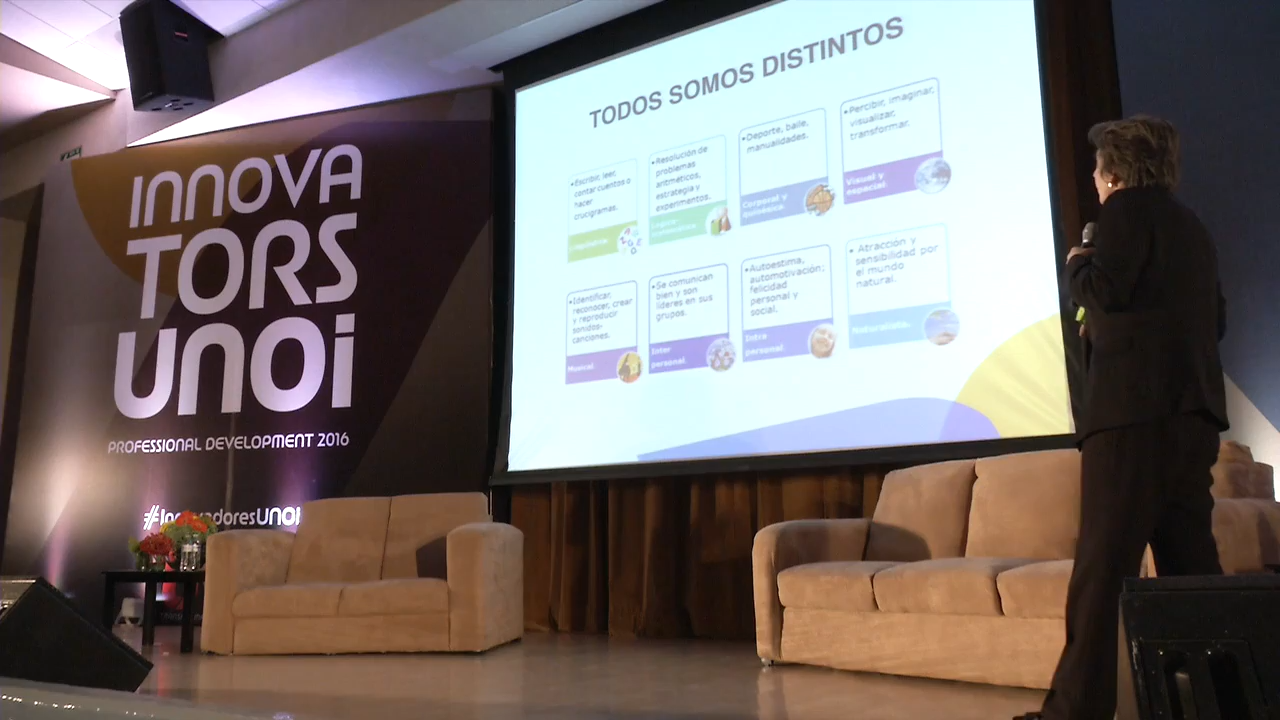 INNOVA
TORS
UNOi
PROFESSIONAL DEVELOPMENT 2016
#InnovadoresUNOi
TODOS SOMOS DISTINTOS
•Escribir, leer,
contar cuentos o
hacer
crucigramas.
Lingüística
•Resolución de
problemas
aritméticos,
estrategia y
experimentos.
•Deporte, baile,
manualidades.
Corporal y
•Percibir, imaginar,
visualizar,
transformar.
Visual y
espacial.
•Identificar,
reconocer, crear
y reproducir
sonidos-
canciones.
Musical
•Se comunican
bien y son
líderes en sus
grupos.
Inter
personal
•Autoestima,
automotivación,
felicidad
personal y
social.
Intra
personal
• Atracción y
sensibilidad por
el mundo
natural.
Naturalista.